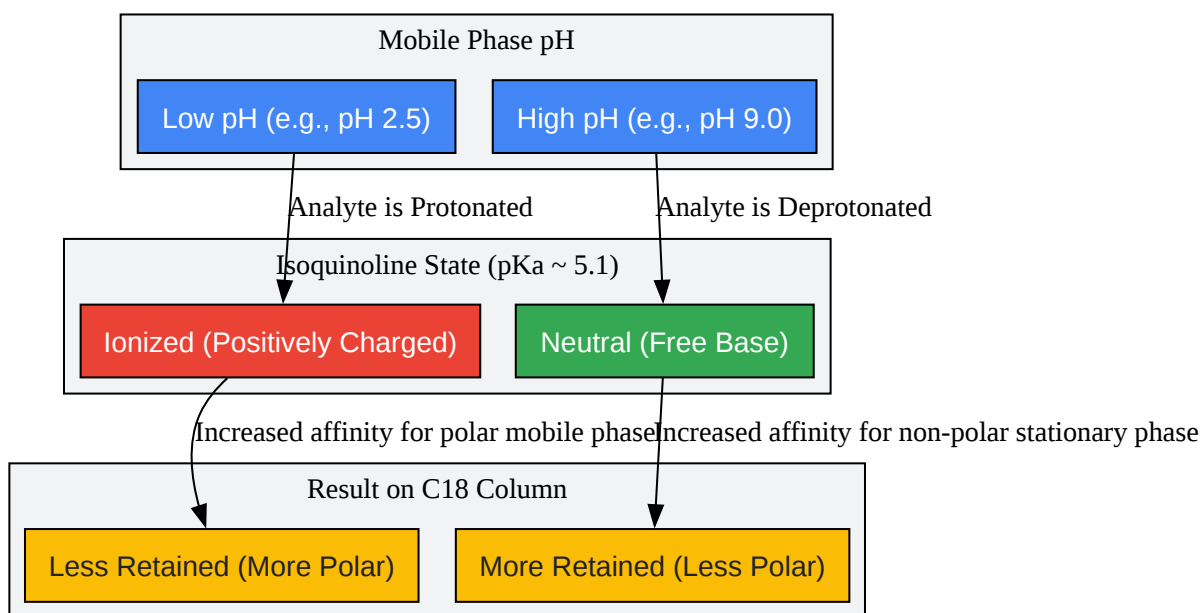 Mobile Phase pH
Low pH (e.g., pH 2.5)
High pH (e.g., pH 9.0)
Analyte is Protonated
Analyte is Deprotonated
Isoquinoline State (pKa ~ 5.1)
Ionized (Positively Charged)
Neutral (Free Base)
Increased affinity for polar mobile phase
Increased affinity for non-polar stationary phase
Result on C18 Column
Less Retained (More Polar)
More Retained (Less Polar)